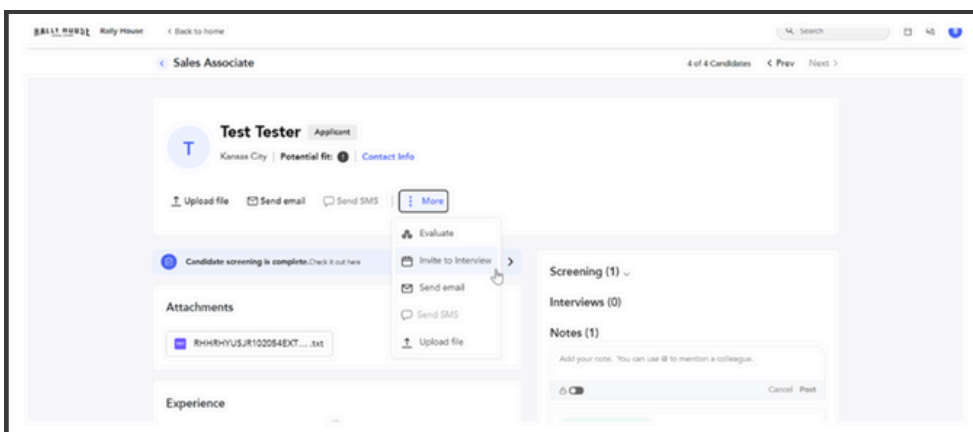 RALLY HOUSE Rally House < Back to home Search
< Sales Associate 4 of 4 Candidates < Prev Next >
T Test Tester Applicant
Kansas City | Potential fit: | Contact Info
Upload file Send email Send SMS | More
Evaluate
Candidate screening is complete. Check it out here Invite to Interview >
Send email
Send SMS
Upload file
Attachments
RHHRHYUSJR102054EXT.... .txt
Experience
Screening (1)
Interviews (0)
Notes (1)
Add your note. You can use @ to mention a colleague.
Cancel Post